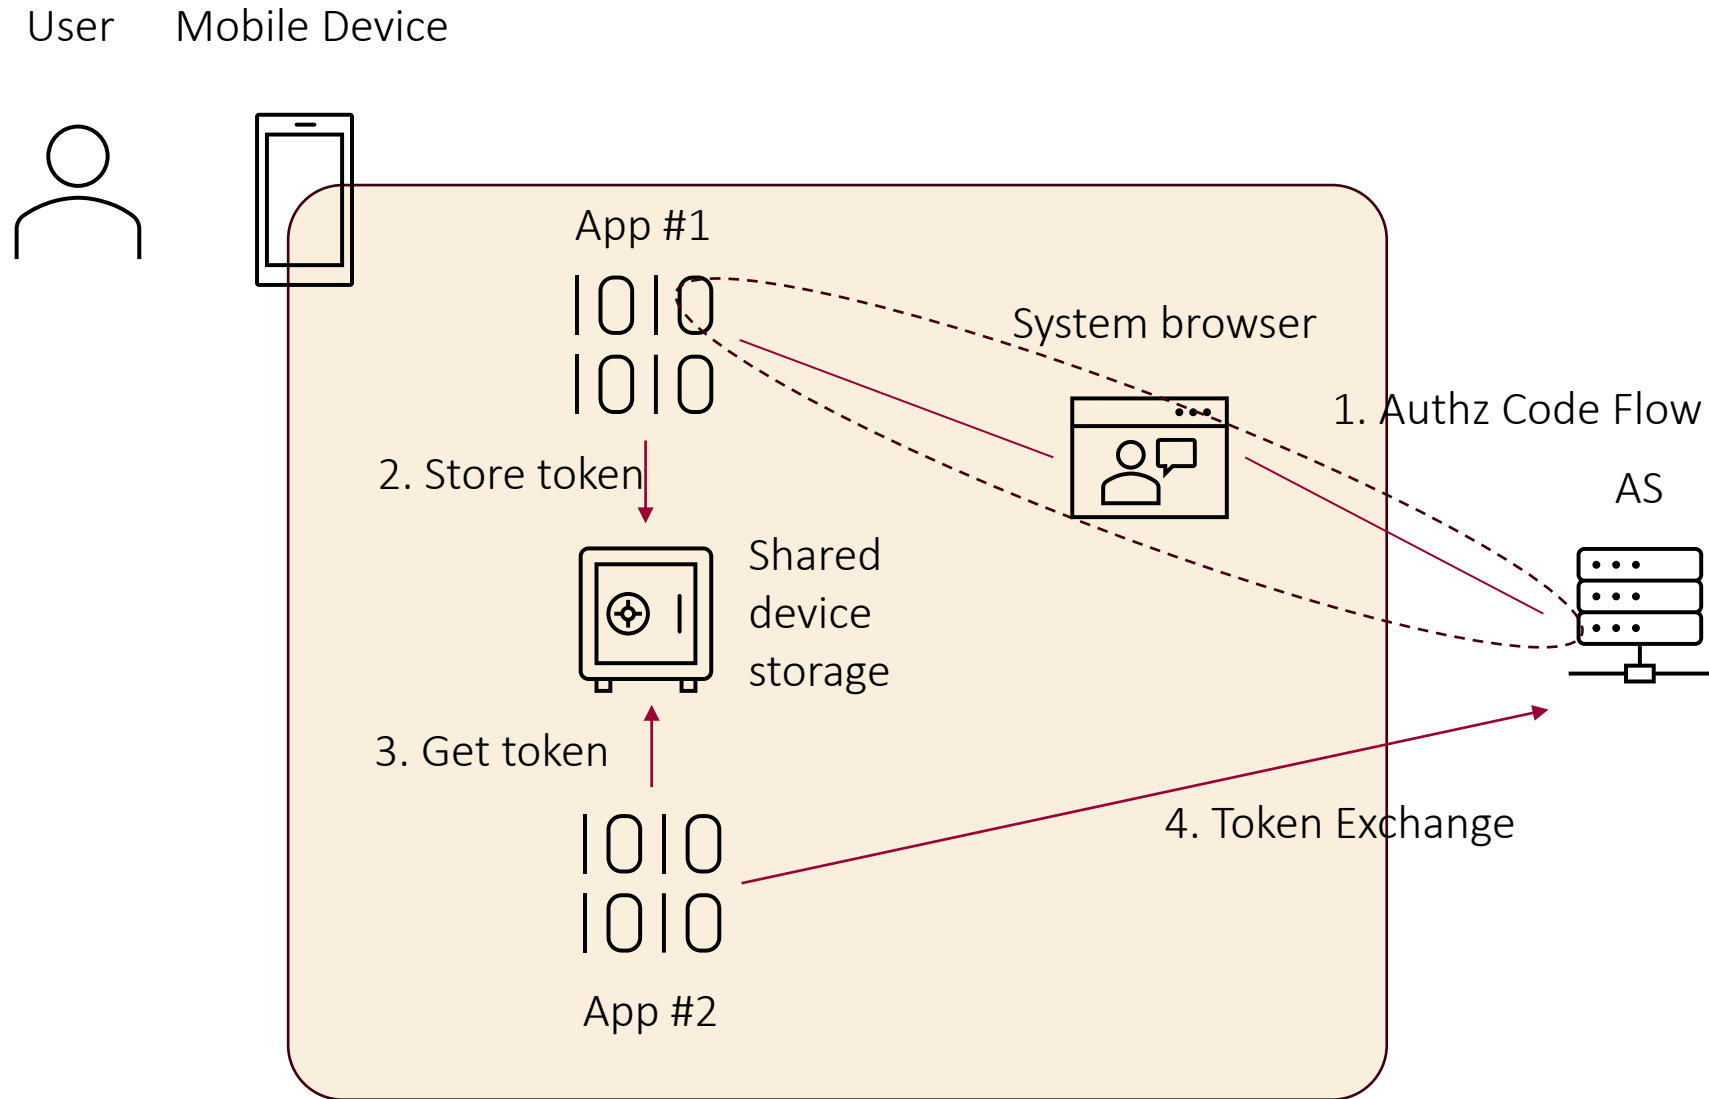 User
Mobile Device
App #1
System browser
1. Authz Code Flow
2. Store token
AS
Shared
device
storage
3. Get token
4. Token Exchange
App #2